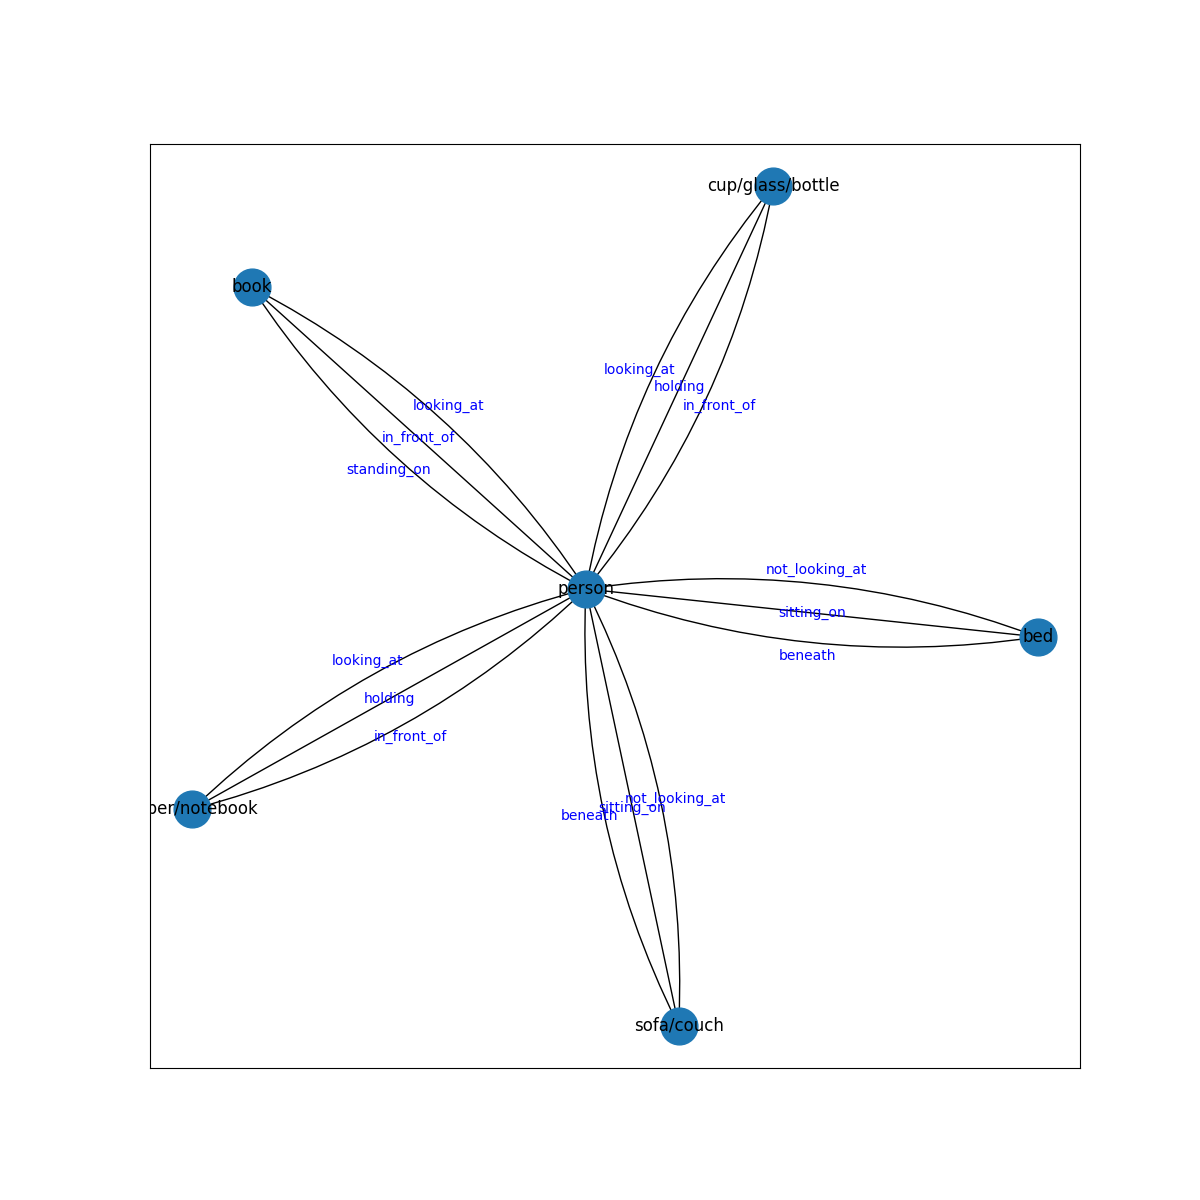 cup/glass/bottle
book
looking_at
holding
in_front_of
looking_at
in_front_of
standing_on
not_looking_at
person
sitting_on
bed
beneath
looking_at
holding
in_front_of
not_looking_at
sitting_on
beneath
per/notebook
sofa/couch